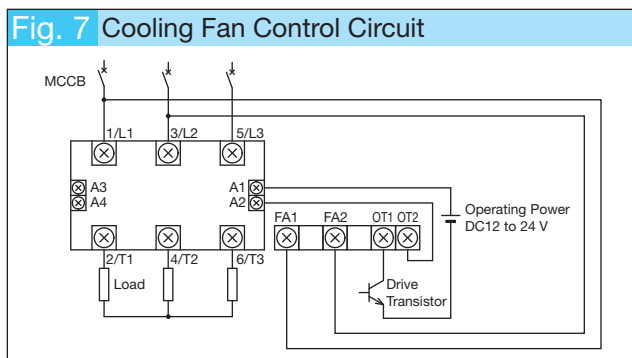 Fig. 7 Cooling Fan Control Circuit
MCCB
1/L1 3/L2 5/L3
A3 A1
A4 A2
Operating Power
DC12 to 24 V
FA1 FA2 OT1 OT2
2/T1 4/T2 6/T3
Load
Drive
Transistor